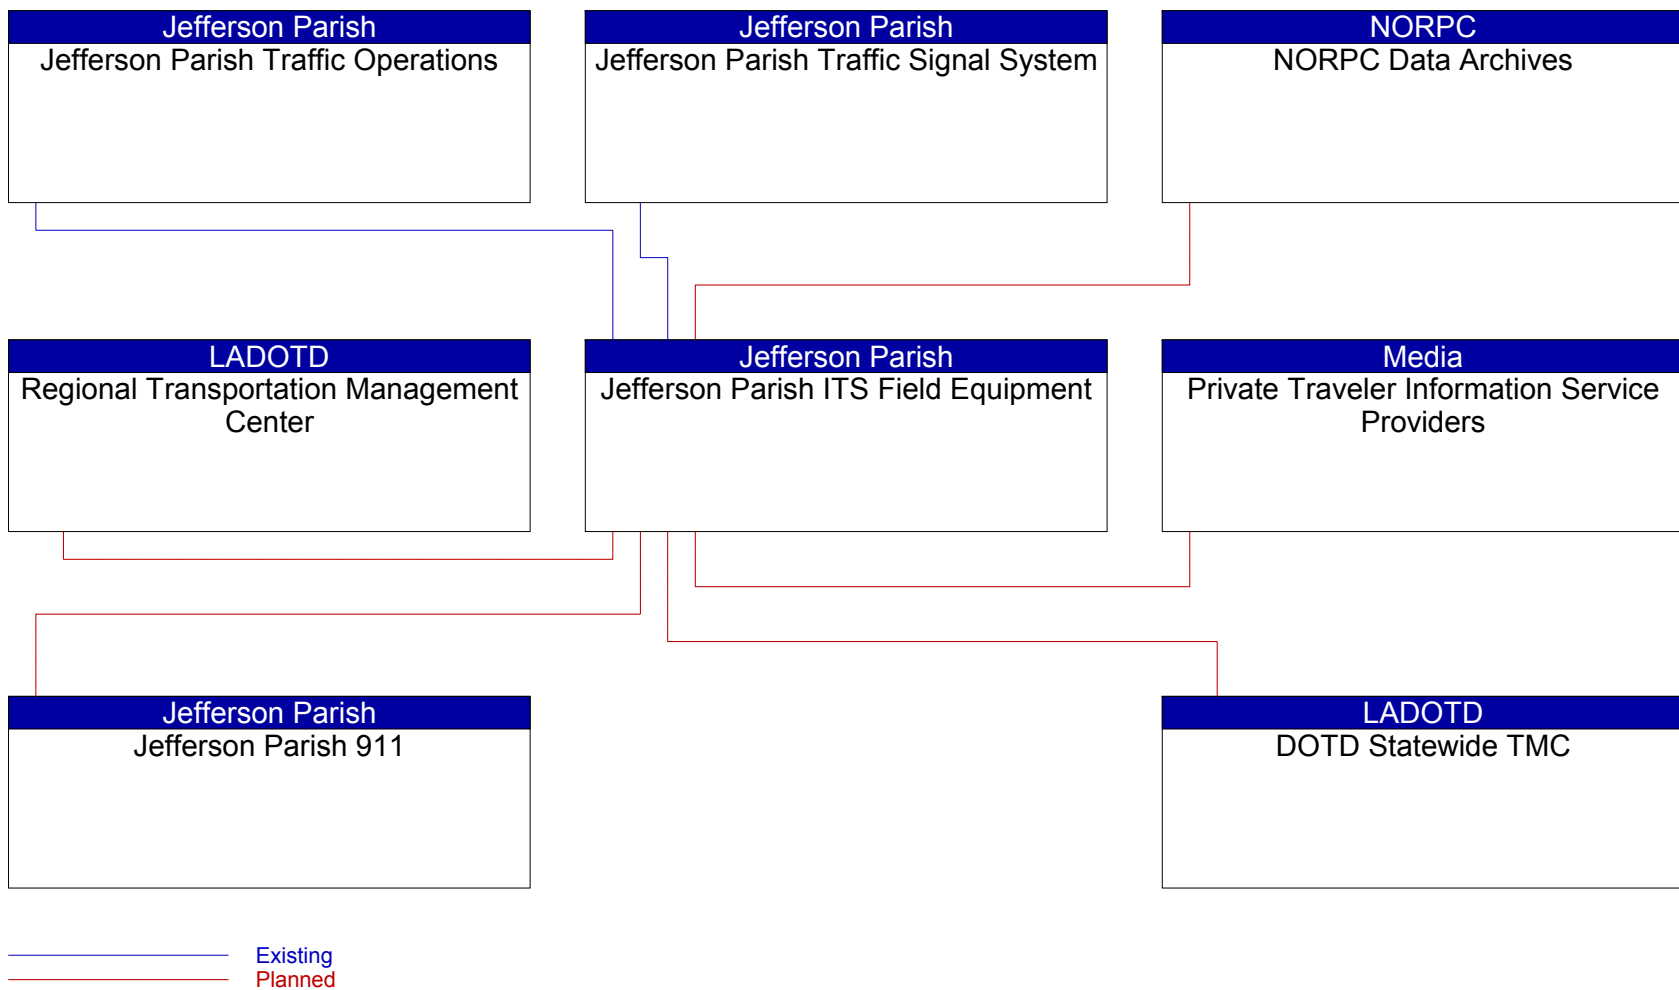 Jefferson Parish
Jefferson Parish Traffic Operations
Jefferson Parish
Jefferson Parish Traffic Signal System
NORPC
NORPC Data Archives
LADOTD
Regional Transportation Management
Center
Jefferson Parish
Jefferson Parish ITS Field Equipment
Media
Private Traveler Information Service
Providers
Jefferson Parish
Jefferson Parish 911
LADOTD
DOTD Statewide TMC
Existing
Planned